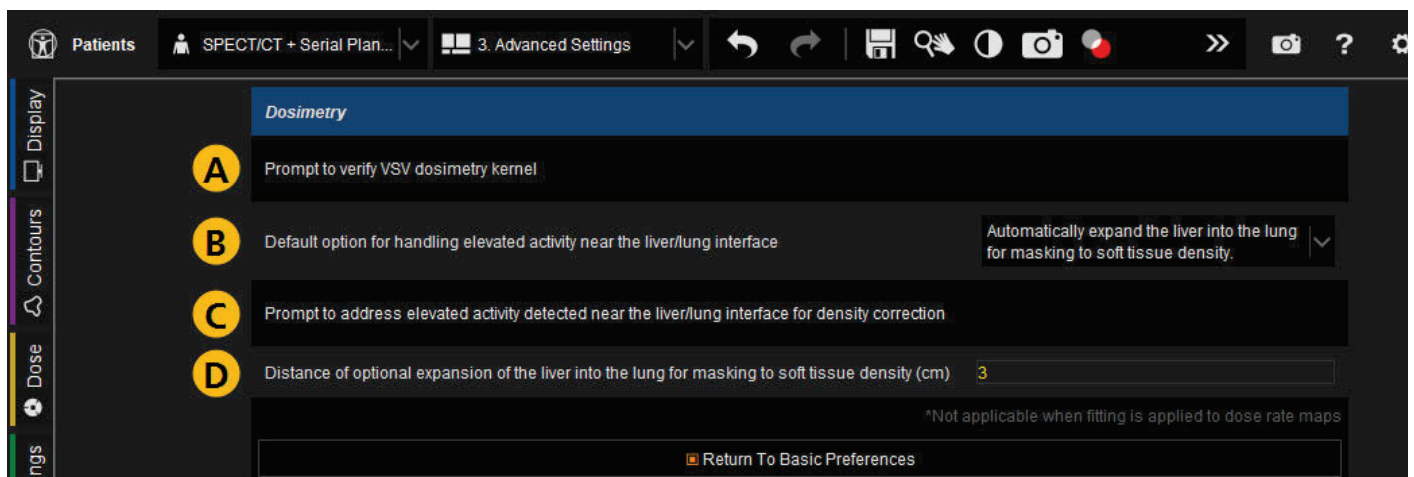 Patients
SPECT/CT + Serial Plan...
3. Advanced Settings
?
Display
Contours
Dose
ngs
Dosimetry
A
Prompt to verify VSV dosimetry kernel
B
Default option for handling elevated activity near the liver/lung interface
Automatically expand the liver into the lung
for masking to soft tissue density.
C
Prompt to address elevated activity detected near the liver/lung interface for density correction
D
Distance of optional expansion of the liver into the lung for masking to soft tissue density (cm)
3
*Not applicable when fitting is applied to dose rate maps
Return To Basic Preferences